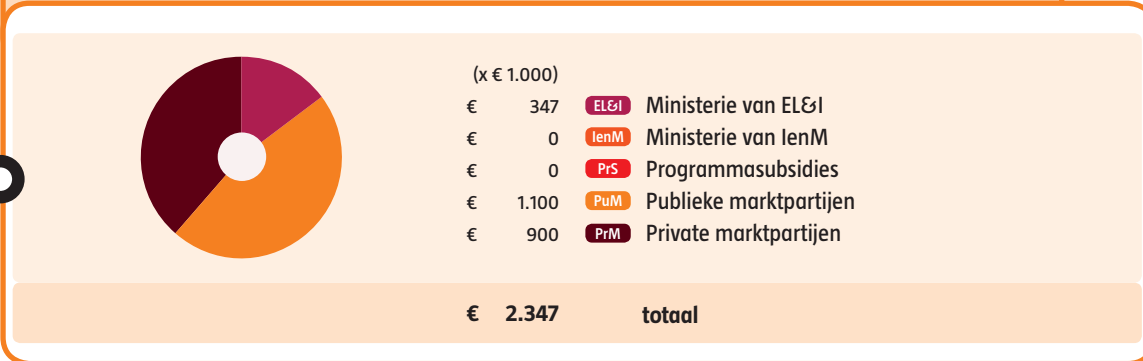 (x € 1.000)
€ 347 EL&I Ministerie van EL&I
€ 0 IenM Ministerie van IenM
€ 0 PrS Programmasubsidies
€ 1.100 PuM Publieke marktpartijen
€ 900 PrM Private marktpartijen
€ 2.347 totaal